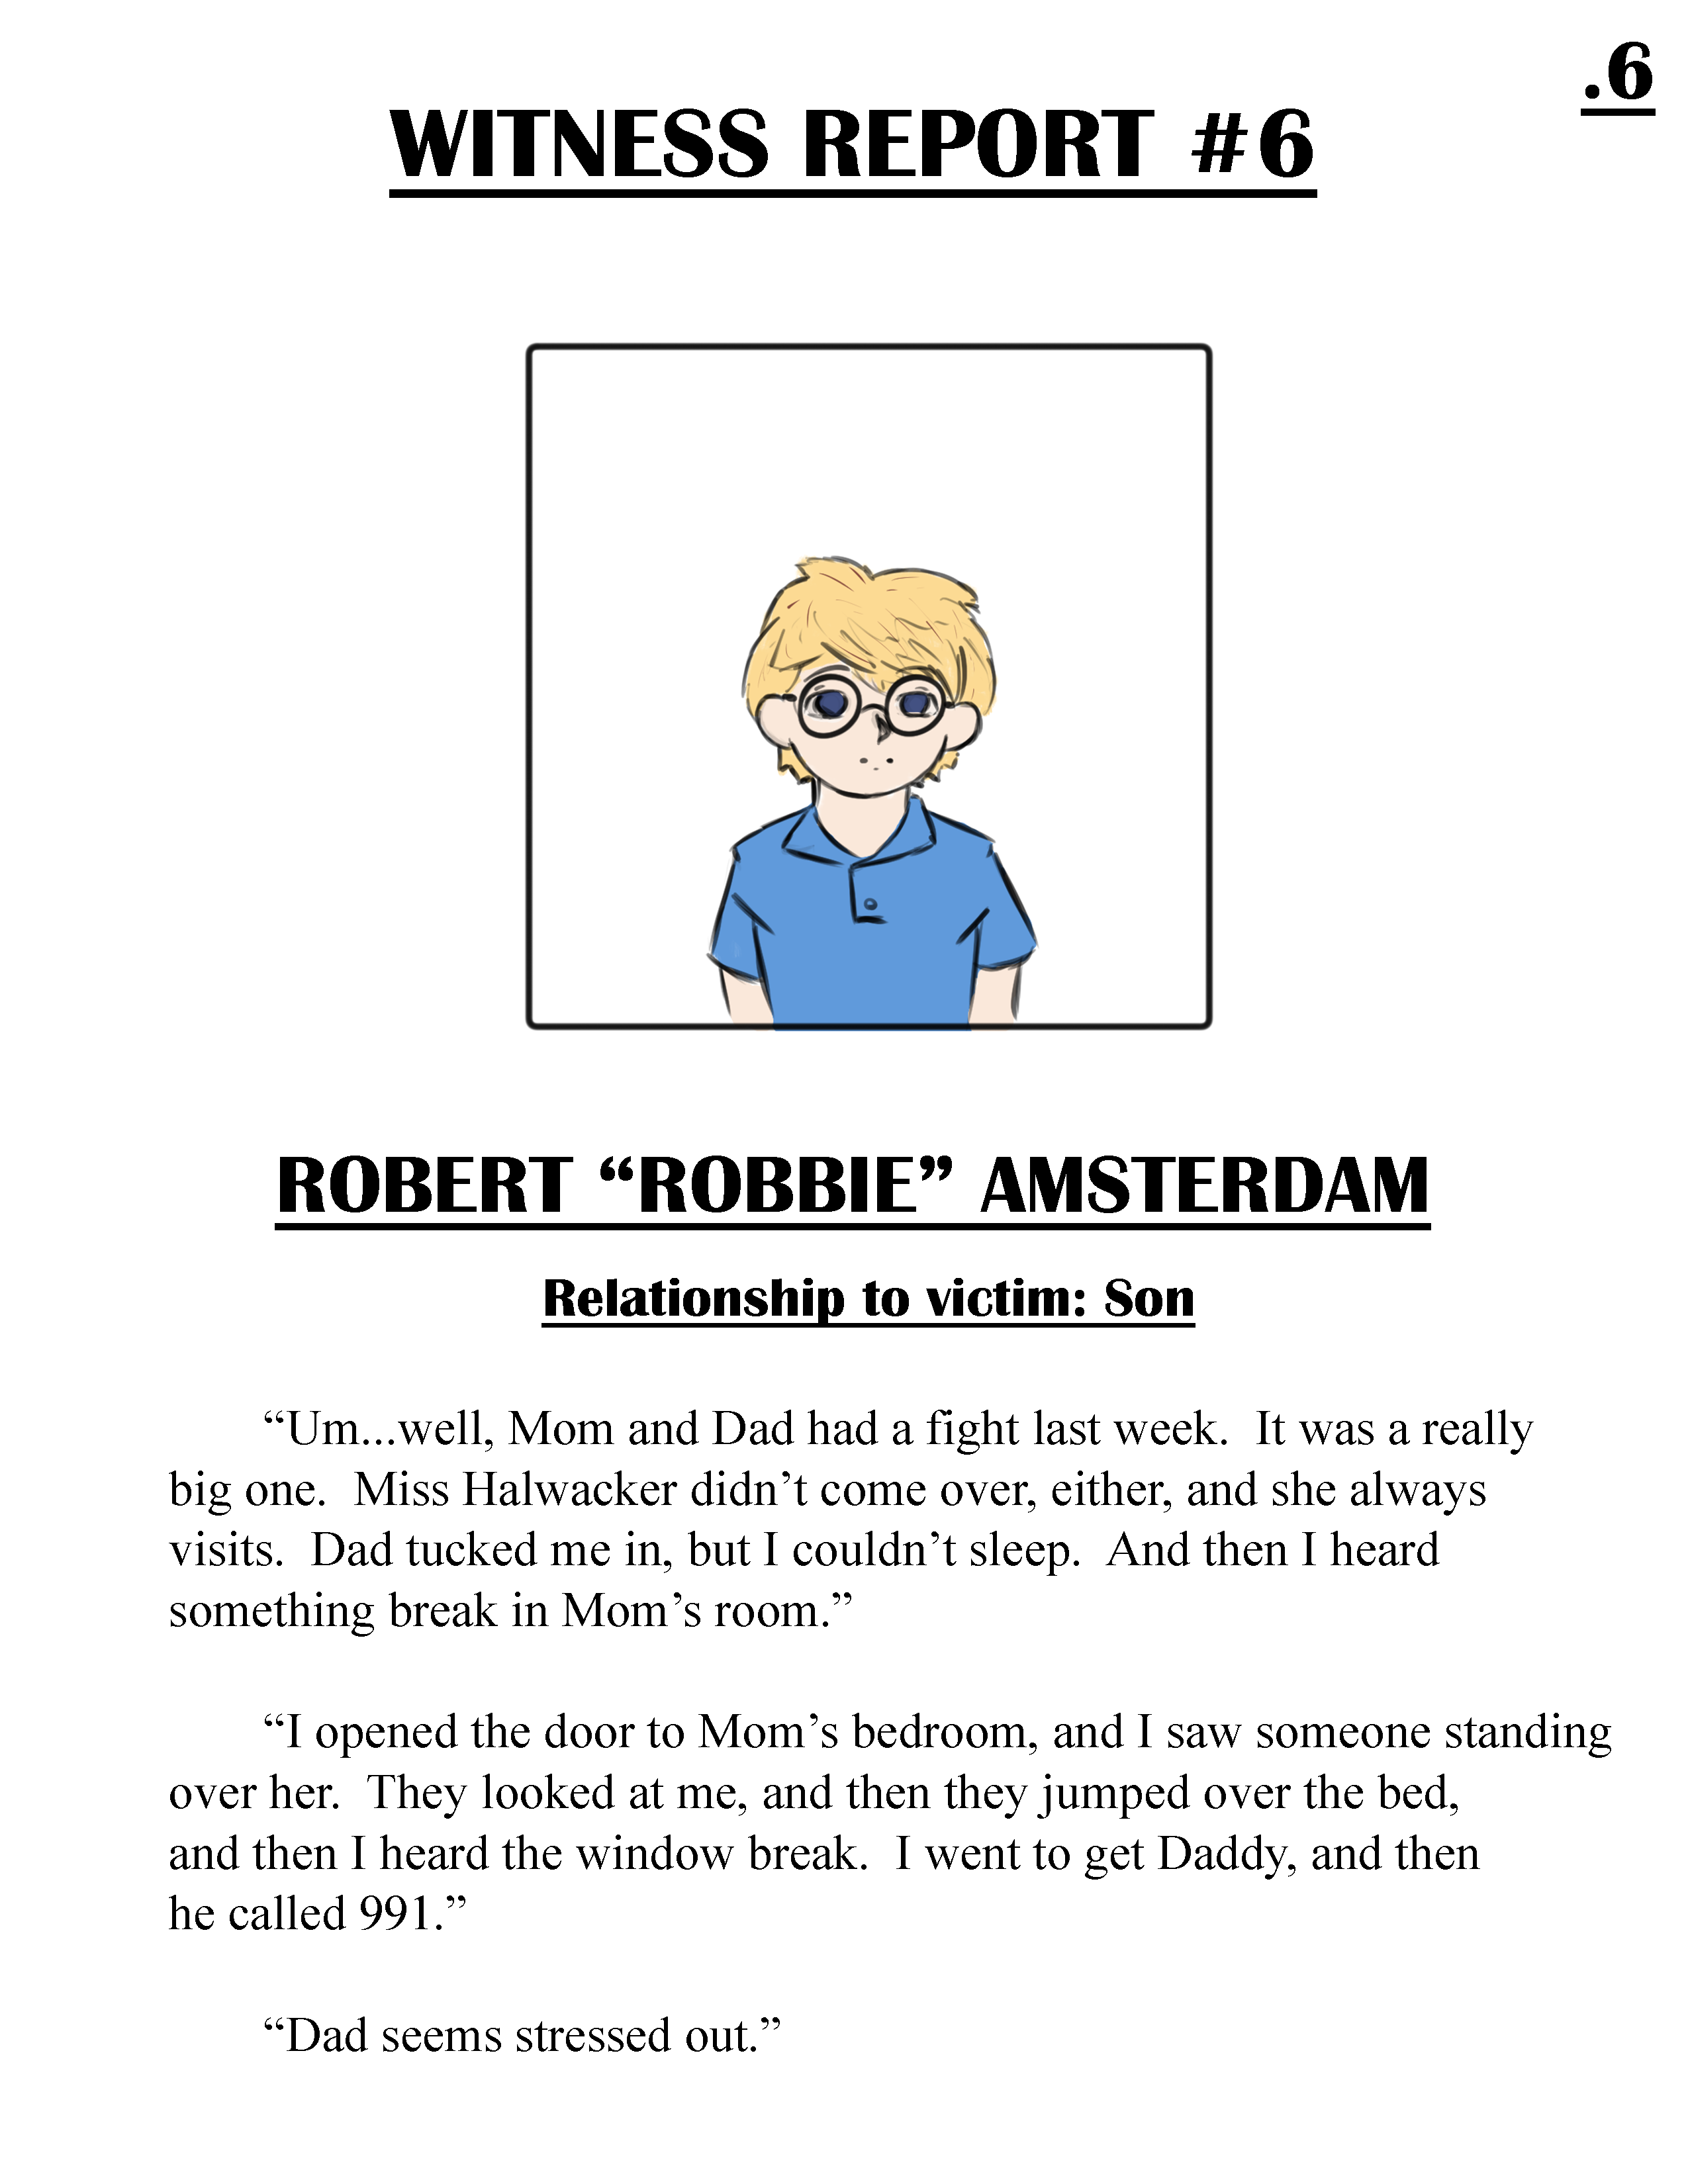 .6
WITNESS REPORT #6
ROBERT “ROBBIE” AMSTERDAM
Relationship to victim: Son
“Um...well, Mom and Dad had a fight last week.  It was a really
big one.  Miss Halwacker didn’t come over, either, and she always
visits.  Dad tucked me in, but I couldn’t sleep.  And then I heard
something break in Mom’s room.”
“I opened the door to Mom’s bedroom, and I saw someone standing
over her.  They looked at me, and then they jumped over the bed,
and then I heard the window break.  I went to get Daddy, and then
he called 991.”
“Dad seems stressed out.”